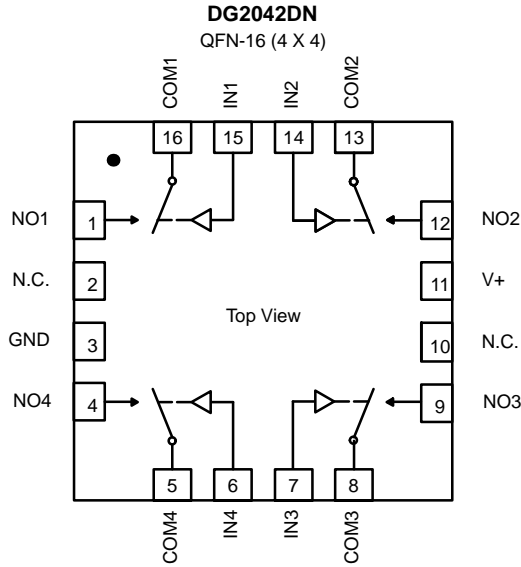 DG2042DN
QFN-16 (4 X 4)
COM1
IN1
IN2
COM2
16
15
14
13
NO1
1
12
NO2
N.C.
2
11
V+
Top View
GND
3
10
N.C.
NO4
4
9
NO3
5
6
7
8
COM4
IN4
IN3
COM3